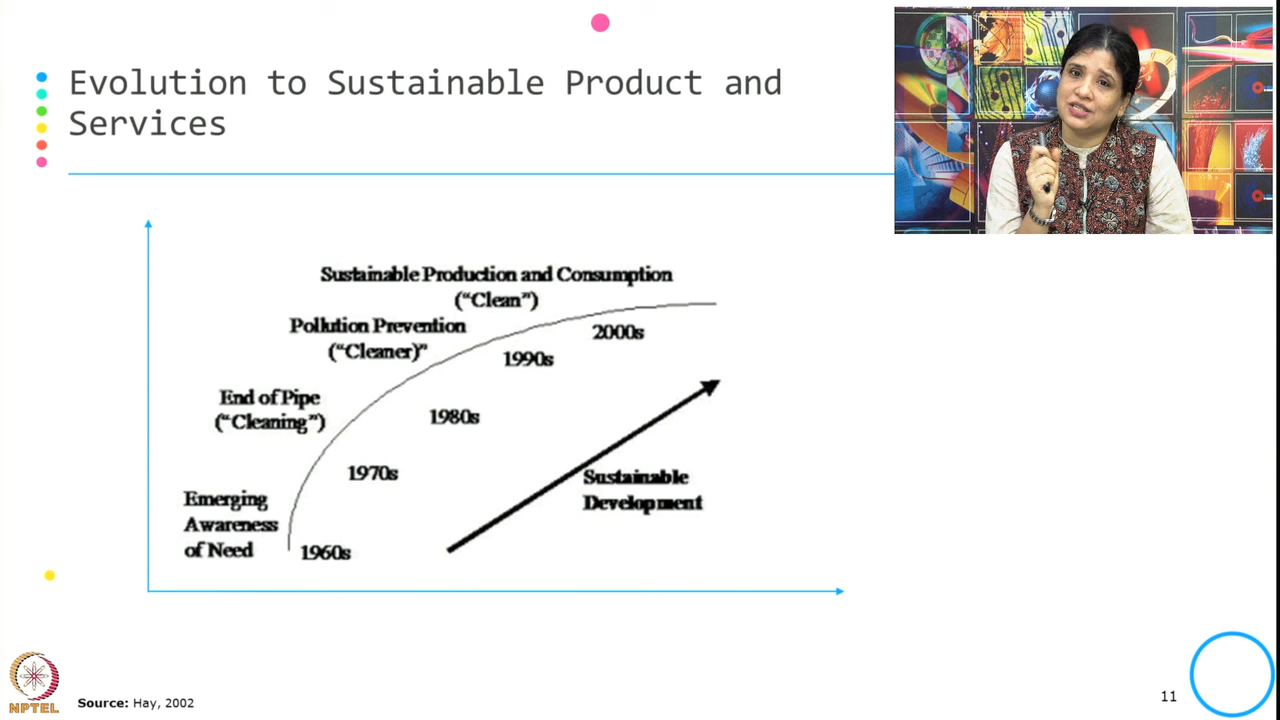 Evolution to Sustainable Product and
Services
Sustainable Production and Consumption
(“Clean”)
Pollution Prevention
(“Cleaner)”
2000s
1990s
End of Pipe
(“Cleaning”)
1980s
1970s
Sustainable
Development
Emerging
Awareness
of Need
1960s
NPTEL
Source: Hay, 2002
11